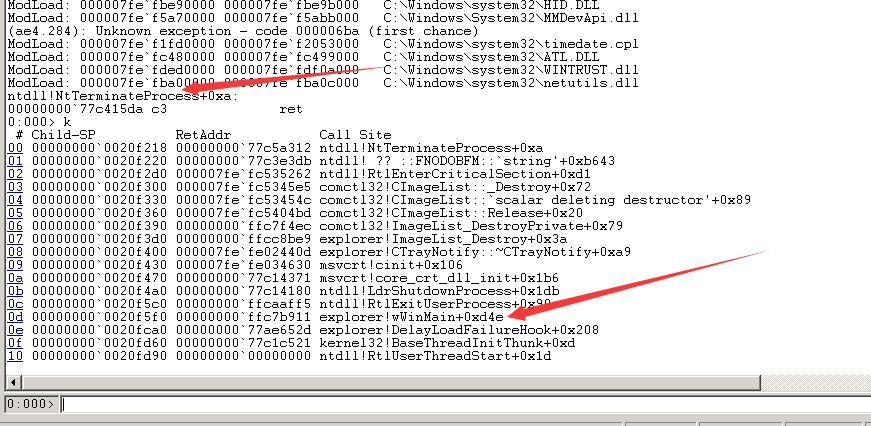 ModLoad: 000007fe`fbe90000 000007fe`fbe9b000   C:\Windows\system32\HID.DLL
ModLoad: 000007fe`f5a70000 000007fe`f5abb000   C:\Windows\system32\MMDevApi.dll
(ae4.284): Unknown exception - code 000006ba (first chance)
ModLoad: 000007fe`f1fd0000 000007fe`f2053000   C:\Windows\system32\timedate.cpl
ModLoad: 000007fe`fc480000 000007fe`fc499000   C:\Windows\system32\ATL.DLL
ModLoad: 000007fe`fded0000 000007fe`fdf0a000   C:\Windows\system32\WINTRUST.dll
ModLoad: 000007fe`fba00000 000007fe`fba0c000   C:\Windows\system32\netutils.dll
ntdll!NtTerminateProcess+0xa:
00000000`77c415da c3              ret
0:000> k
 # Child-SP          RetAddr           Call Site
00 00000000`0020f218 00000000`77c5a312 ntdll!NtTerminateProcess+0xa
01 00000000`0020f220 00000000`77c3e3db ntdll! ?? ::FNODOBFM::`string'+0xb643
02 00000000`0020f2d0 000007fe`fc535262 ntdll!RtlEnterCriticalSection+0xd1
03 00000000`0020f300 000007fe`fc5345e5 comctl32!CImageList::_Destroy+0x72
04 00000000`0020f330 000007fe`fc53454c comctl32!CImageList::`scalar deleting destructor'+0x89
05 00000000`0020f360 000007fe`fc5404bd comctl32!CImageList::Release+0x20
06 00000000`0020f390 00000000`ffc7f4ec comctl32!ImageList_DestroyPrivate+0x79
07 00000000`0020f3d0 00000000`ffcc8be9 explorer!ImageList_Destroy+0x3a
08 00000000`0020f400 000007fe`fe02440d explorer!CTrayNotify::~CTrayNotify+0xa9
09 00000000`0020f430 000007fe`fe034630 msvcrt!cinit+0x106
0a 00000000`0020f470 00000000`77c14371 msvcrt!core_crt_dll_init+0x1b6
0b 00000000`0020f4a0 00000000`77c14180 ntdll!LdrShutdownProcess+0x1db
0c 00000000`0020f5c0 00000000`ffcaaff5 ntdll!RtlExitUserProcess+0x90
0d 00000000`0020f5f0 00000000`ffc7b911 explorer!wWinMain+0xd4e
0e 00000000`0020fca0 00000000`77ae652d explorer!DelayLoadFailureHook+0x208
0f 00000000`0020fd60 00000000`77c1c521 kernel32!BaseThreadInitThunk+0xd
10 00000000`0020fd90 00000000`00000000 ntdll!RtlUserThreadStart+0x1d
0:000>